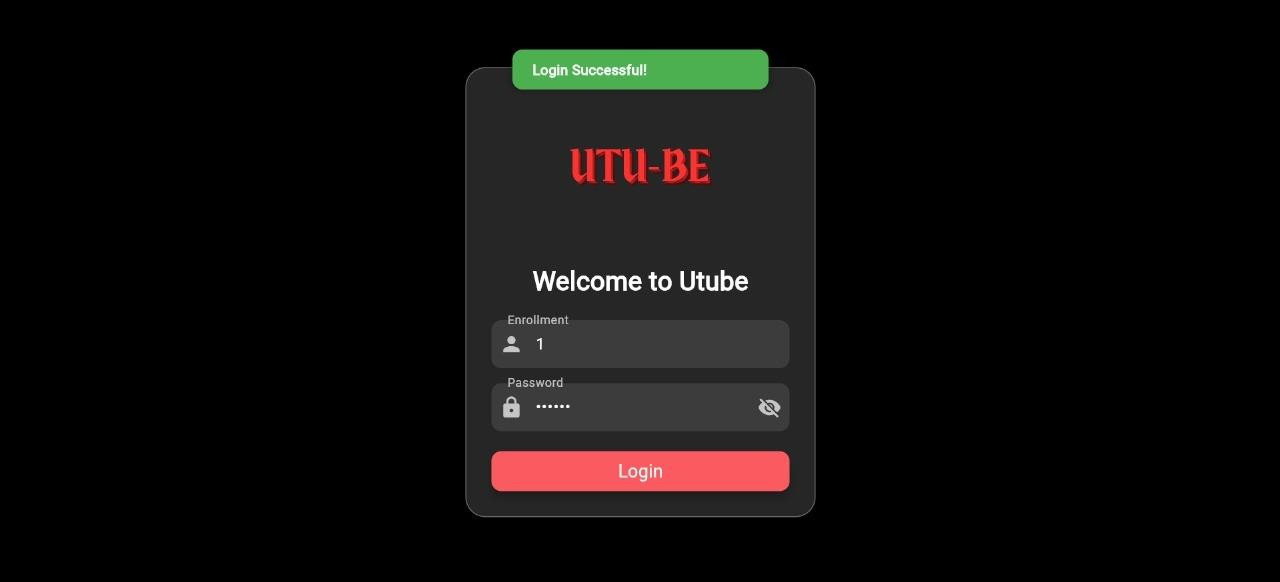 Login Successful!
UTU-BE
Welcome to Utube
Enrollment
1
Password
••••••
Login